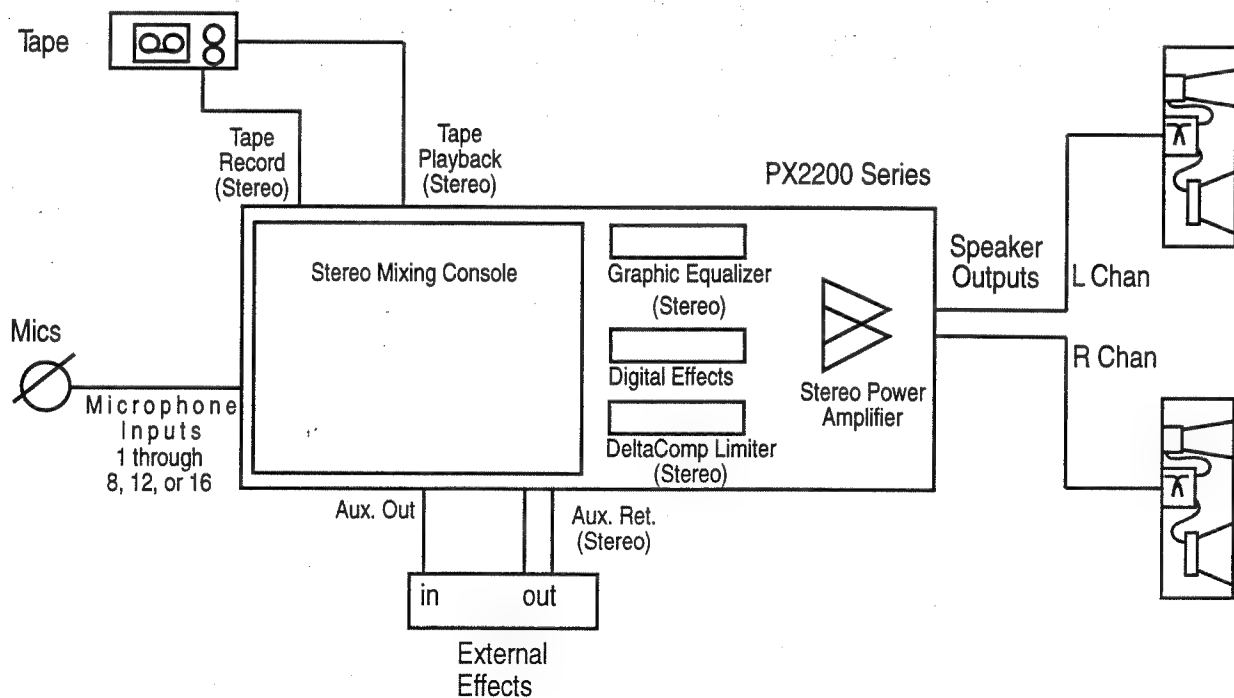 Tape
Tape
Record
(Stereo)
Tape
Playback
(Stereo)
PX2200 Series
Stereo Mixing Console
Graphic Equalizer
(Stereo)
Digital Effects
DeltaComp Limiter
(Stereo)
Stereo Power
Amplifier
Speaker
Outputs
L Chan
R Chan
Mics
Microphone
Inputs
1 through
8, 12, or 16
Aux. Out
Aux. Ret.
(Stereo)
in
out
External
Effects